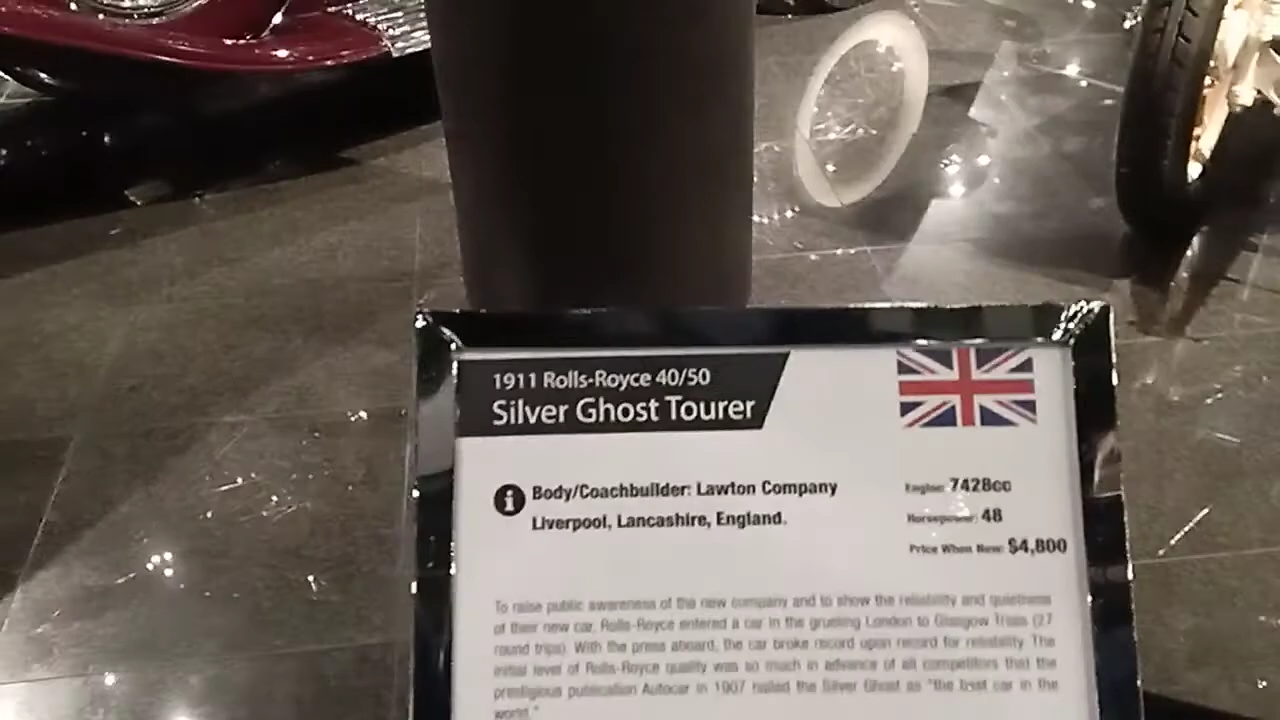 1911 Rolls-Royce 40/50
Silver Ghost Tourer
Body/Coachbuilder: Lawton Company
Liverpool, Lancashire, England.
Engine: 7428cc
Horsepower: 48
Price When New: $4,800
To raise public awareness of the new company and to show the reliability and quietness
of their new car, Rolls-Royce entered a car in the grueling London to Glasgow Trials (27
round trips). With the press aboard, the car broke record upon record for reliability. The
initial level of Rolls-Royce quality was so much in advance of all competitors that the
prestigious publication Autocar in 1907 hailed the Silver Ghost as "the best car in the
world."